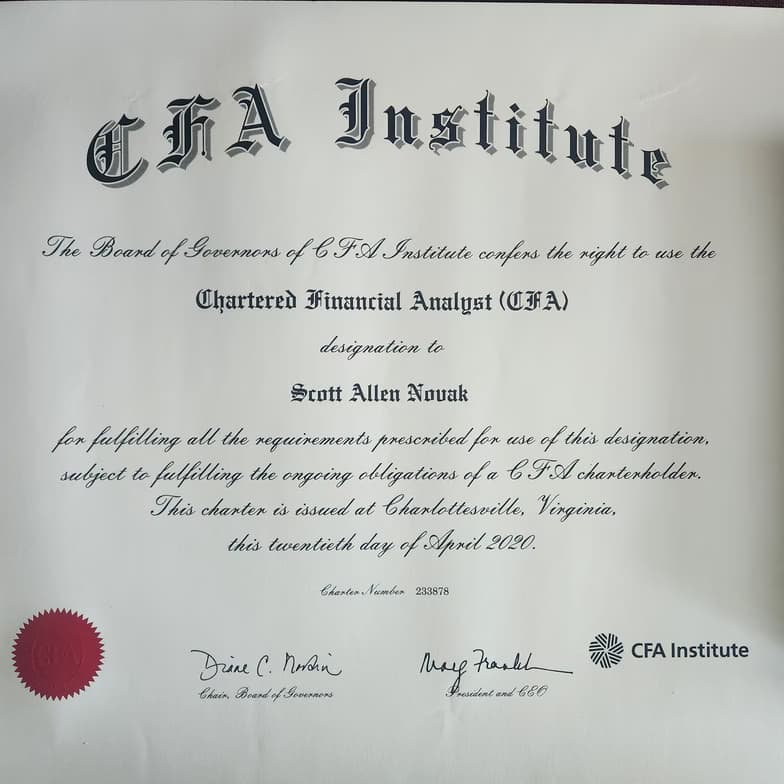 CFA Institute
The Board of Governors of CFA Institute confers the right to use the
Chartered Financial Analyst (CFA)
designation to
Scott Allen Novak
for fulfilling all the requirements prescribed for use of this designation,
subject to fulfilling the ongoing obligations of a CFA charterholder.
This charter is issued at Charlottesville, Virginia,
this twentieth day of April 2020.
Charter Number 233878
CFA
Diane C. Nordin
Chair, Board of Governors
President and CEO
CFA Institute